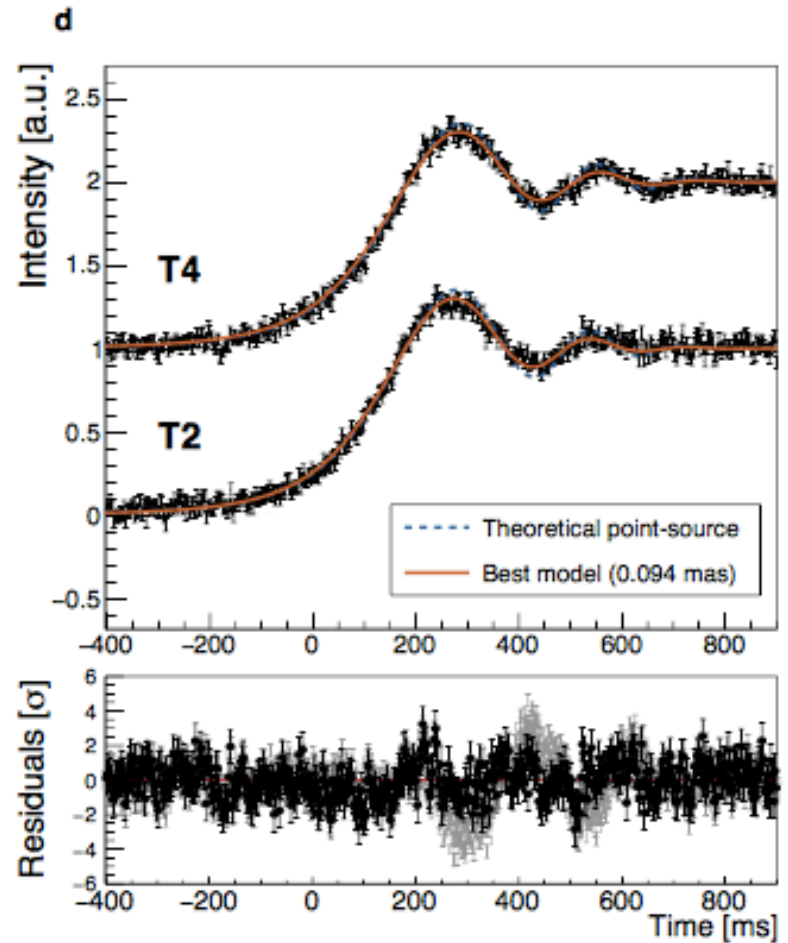 d
Intensity [a.u.]
2.5
2
1.5
1
0.5
0
−0.5
T4
T2
Theoretical point-source
Best model (0.094 mas)
−400 −200 0 200 400 600 800
Residuals [σ]
6
4
2
0
−2
−4
−6
−400 −200 0 200 400 600 800
Time [ms]